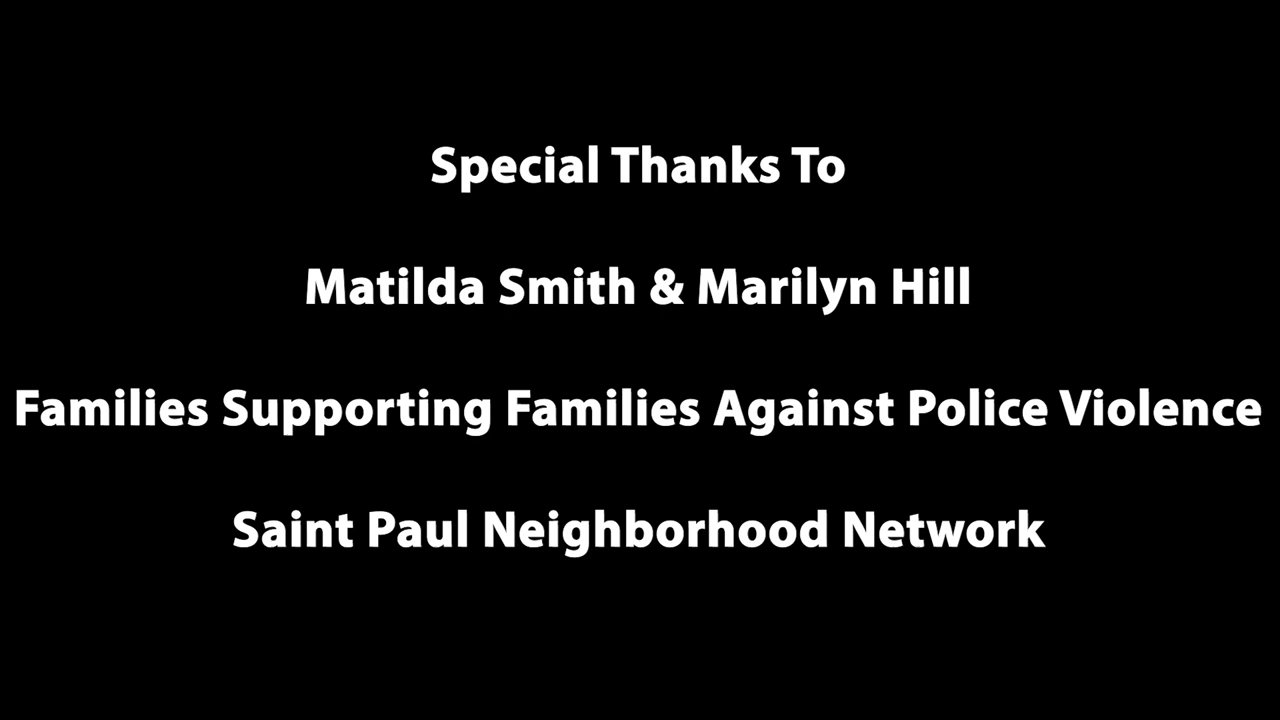 Special Thanks To
Matilda Smith & Marilyn Hill
Families Supporting Families Against Police Violence
Saint Paul Neighborhood Network